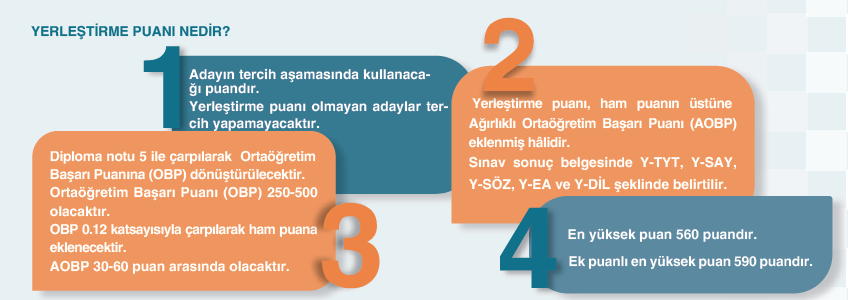 YERLEŞTİRME PUANI NEDİR?
1
Adayın tercih aşamasında kullanaca-
ğı puandır.
Yerleştirme puanı olmayan adaylar ter-
cih yapamayacaktır.
2
Yerleştirme puanı, ham puanın üstüne
Ağırlıklı Ortaöğretim Başarı Puanı (AOBP)
eklenmiş hâlidir.
Sınav sonuç belgesinde Y-TYT, Y-SAY,
Y-SÖZ, Y-EA ve Y-DİL şeklinde belirtilir.
3
Diploma notu 5 ile çarpılarak Ortaöğretim
Başarı Puanına (OBP) dönüştürülecektir.
Ortaöğretim Başarı Puanı (OBP) 250-500
olacaktır.
OBP 0.12 katsayısıyla çarpılarak ham puana
eklenecektir.
AOBP 30-60 puan arasında olacaktır.
4
En yüksek puan 560 puandır.
Ek puanlı en yüksek puan 590 puandır.